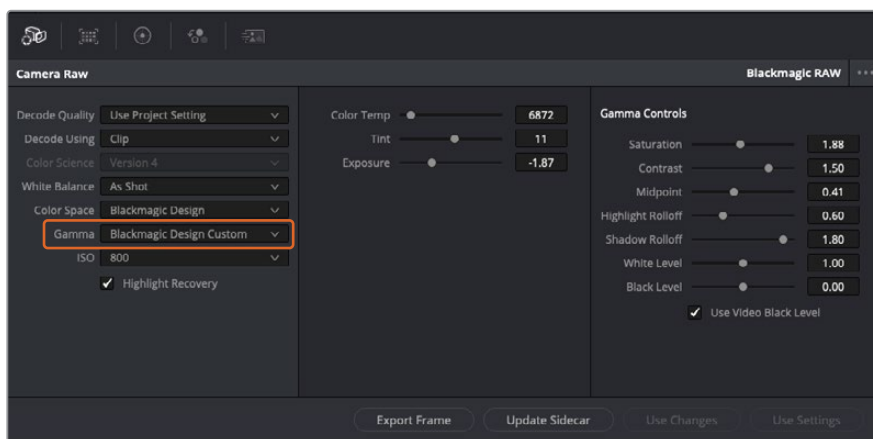 Camera Raw
Blackmagic RAW
Decode Quality Use Project Setting
Decode Using Clip
Color Science Version 4
White Balance As Shot
Color Space Blackmagic Design
Gamma Blackmagic Design Custom
ISO 800
Highlight Recovery
Color Temp 6872
Tint 11
Exposure -1.87
Gamma Controls
Saturation 1.88
Contrast 1.50
Midpoint 0.41
Highlight Rolloff 0.60
Shadow Rolloff 1.80
White Level 1.00
Black Level 0.00
Use Video Black Level
Export Frame
Update Sidecar
Use Changes
Use Settings